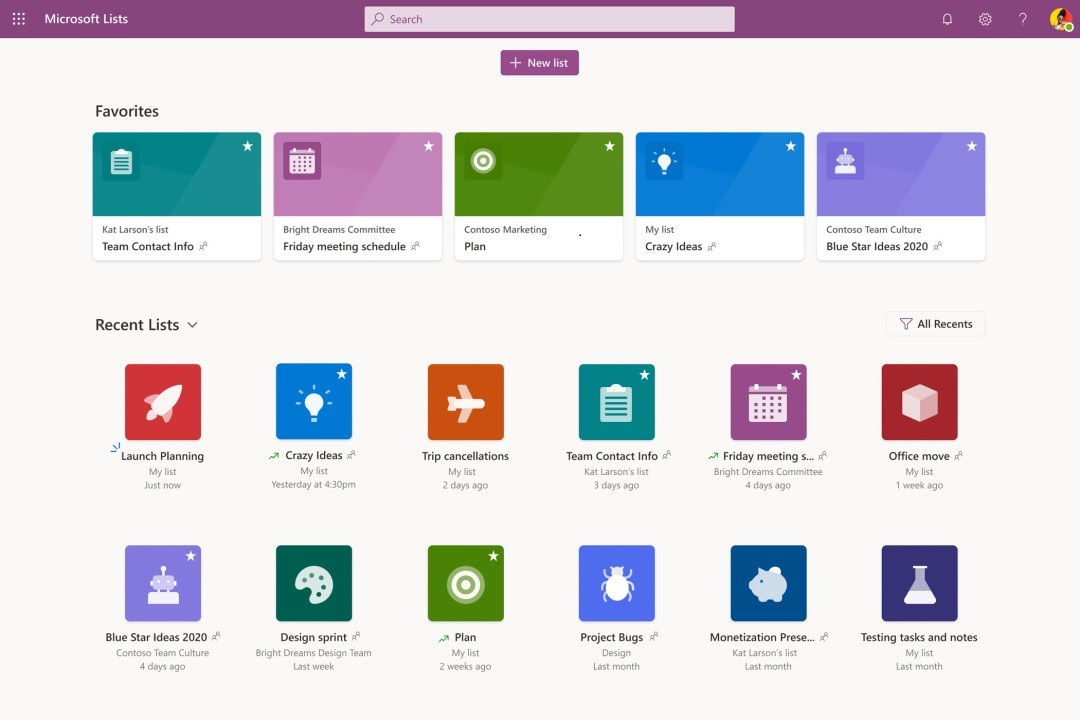 Microsoft Lists
Search
?
+ New list
Favorites
Kat Larson's list
Team Contact Info
Bright Dreams Committee
Friday meeting schedule
Contoso Marketing
Plan
My list
Crazy Ideas
Contoso Team Culture
Blue Star Ideas 2020
Recent Lists
All Recents
Launch Planning
My list
Just now
Crazy Ideas
My list
Yesterday at 4:30pm
Trip cancellations
My list
2 days ago
Team Contact Info
Kat Larson's list
3 days ago
Friday meeting s...
Bright Dreams Committee
4 days ago
Office move
My list
1 week ago
Blue Star Ideas 2020
Contoso Team Culture
4 days ago
Design sprint
Bright Dreams Design Team
Last week
Plan
My list
2 weeks ago
Project Bugs
Design
Last month
Monetization Prese...
Kat Larson's list
Last month
Testing tasks and notes
My list
Last month